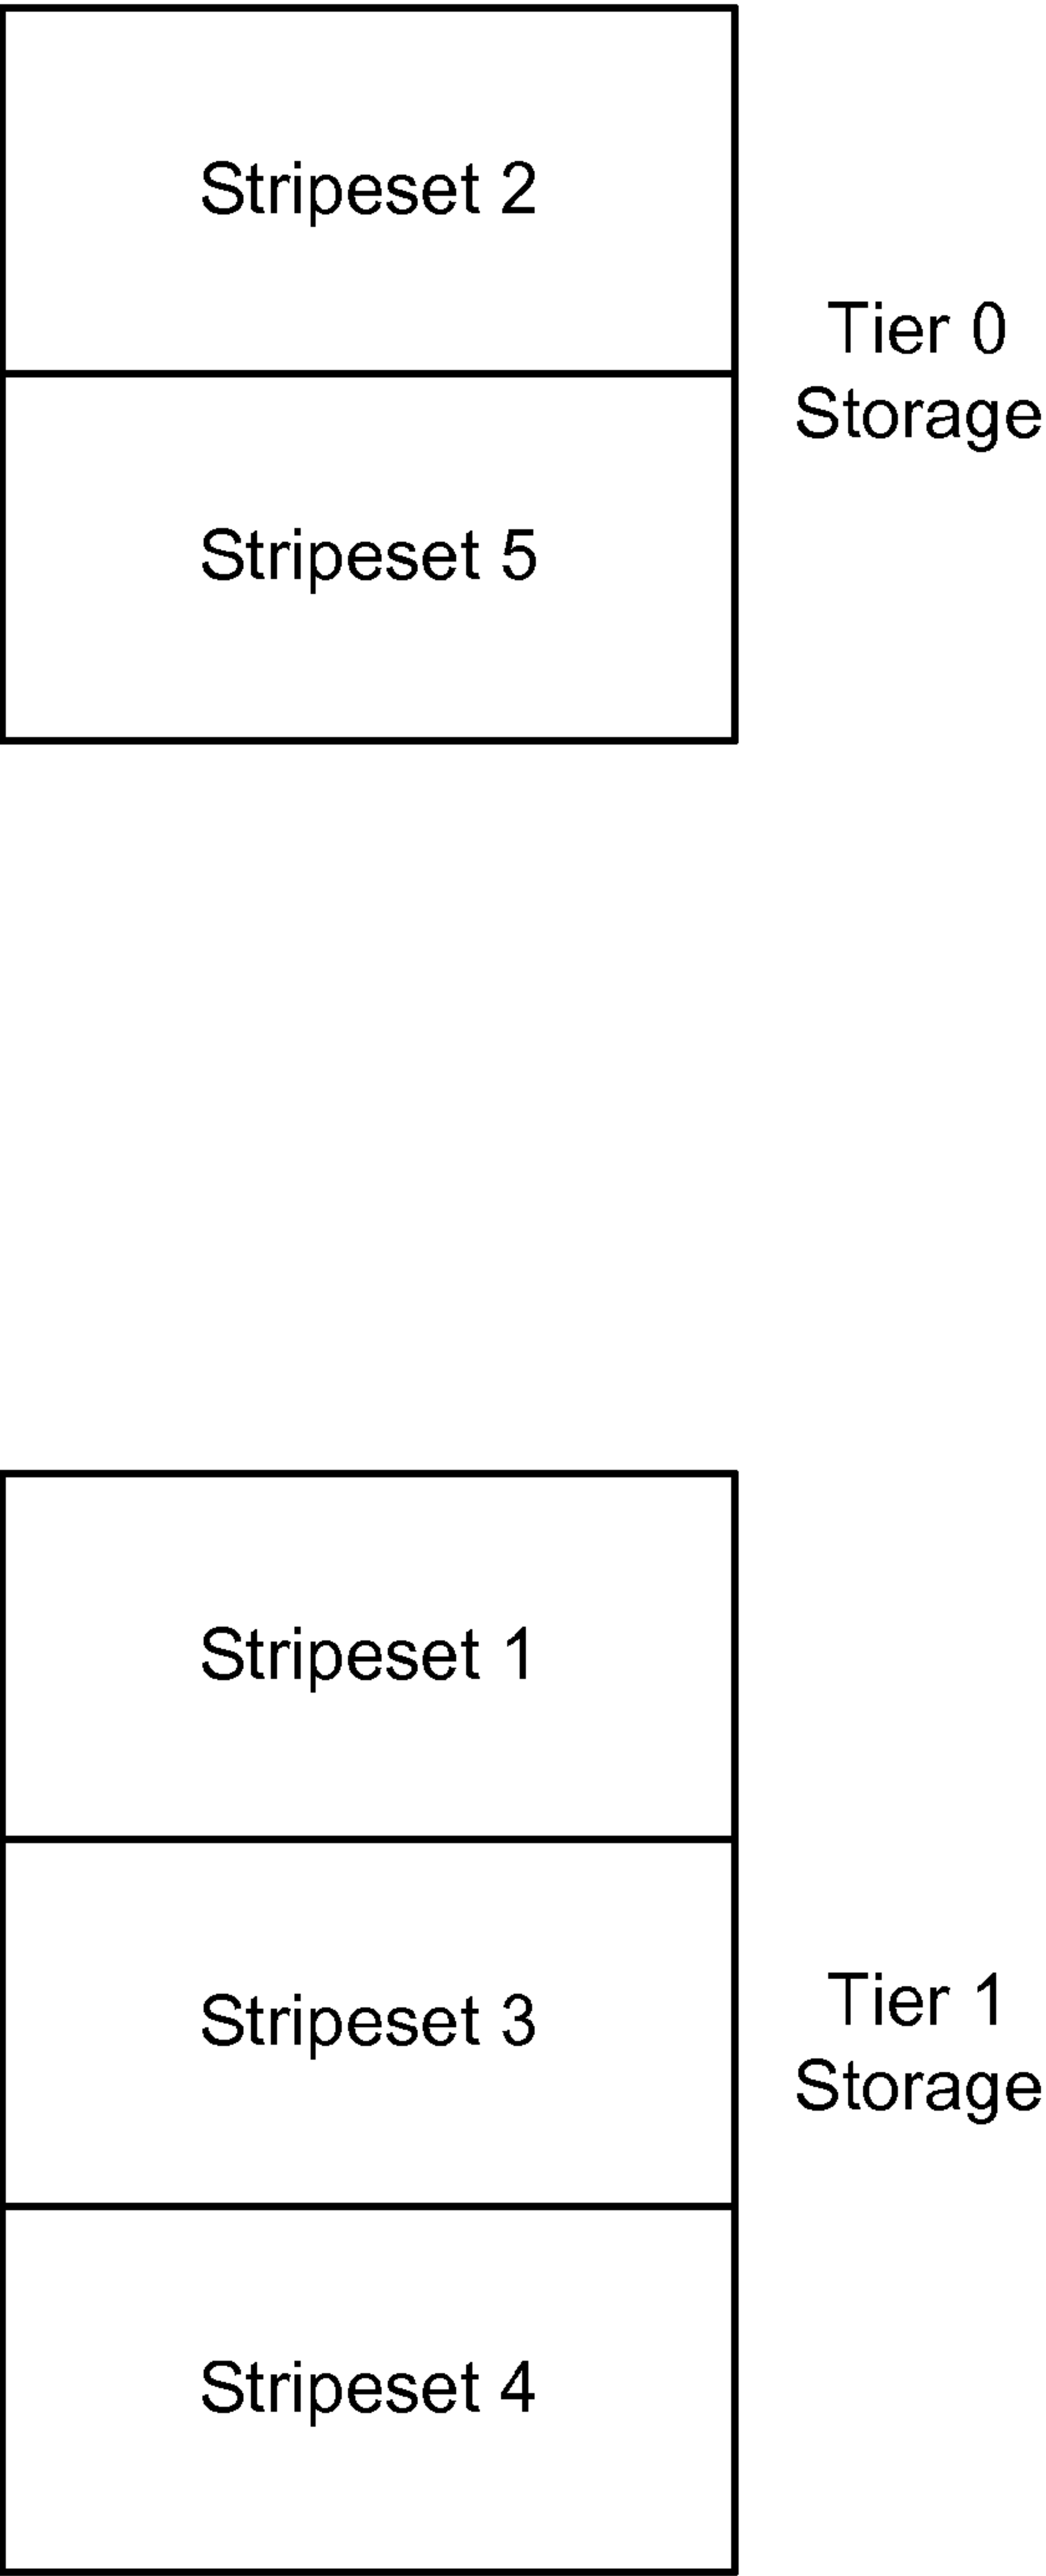 Stripeset 2
Tier 0
Storage
Stripeset 5
Stripeset 1
Stripeset 3
Tier 1
Storage
Stripeset 4